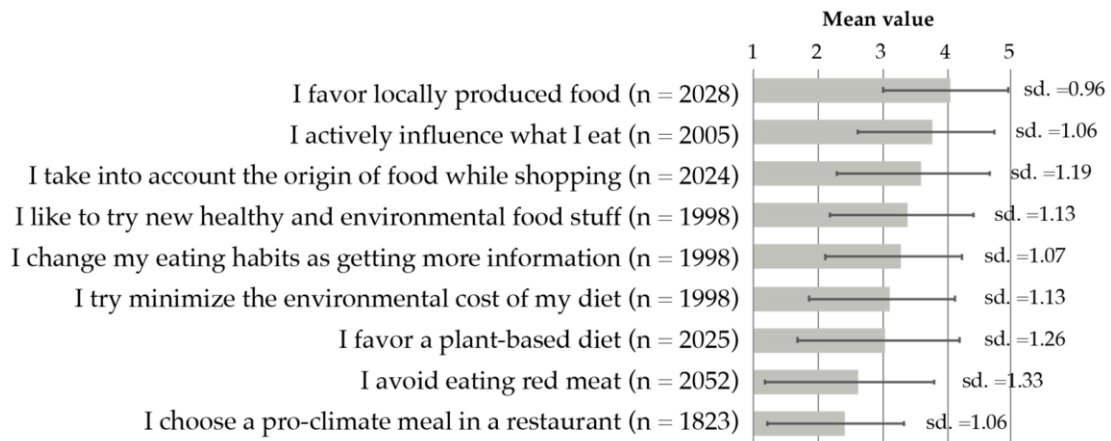 Mean value
1 2 3 4 5
I favor locally produced food (n = 2028) sd. =0.96
I actively influence what I eat (n = 2005) sd. =1.06
I take into account the origin of food while shopping (n = 2024) sd. =1.19
I like to try new healthy and environmental food stuff (n = 1998) sd. =1.13
I change my eating habits as getting more information (n = 1998) sd. =1.07
I try minimize the environmental cost of my diet (n = 1998) sd. =1.13
I favor a plant-based diet (n = 2025) sd. =1.26
I avoid eating red meat (n = 2052) sd. =1.33
I choose a pro-climate meal in a restaurant (n = 1823) sd. =1.06